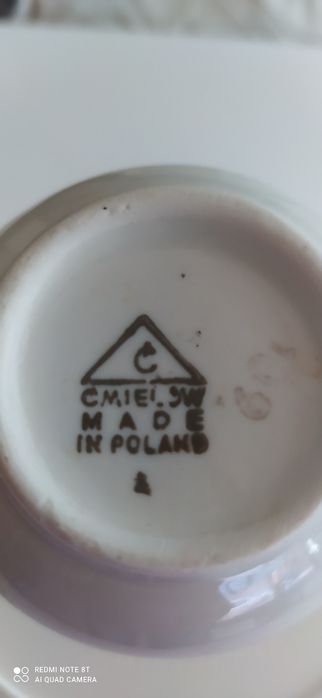 Ć
ĆMIELÓW
MADE
IN POLAND
REDMI NOTE 8T
AI QUAD CAMERA